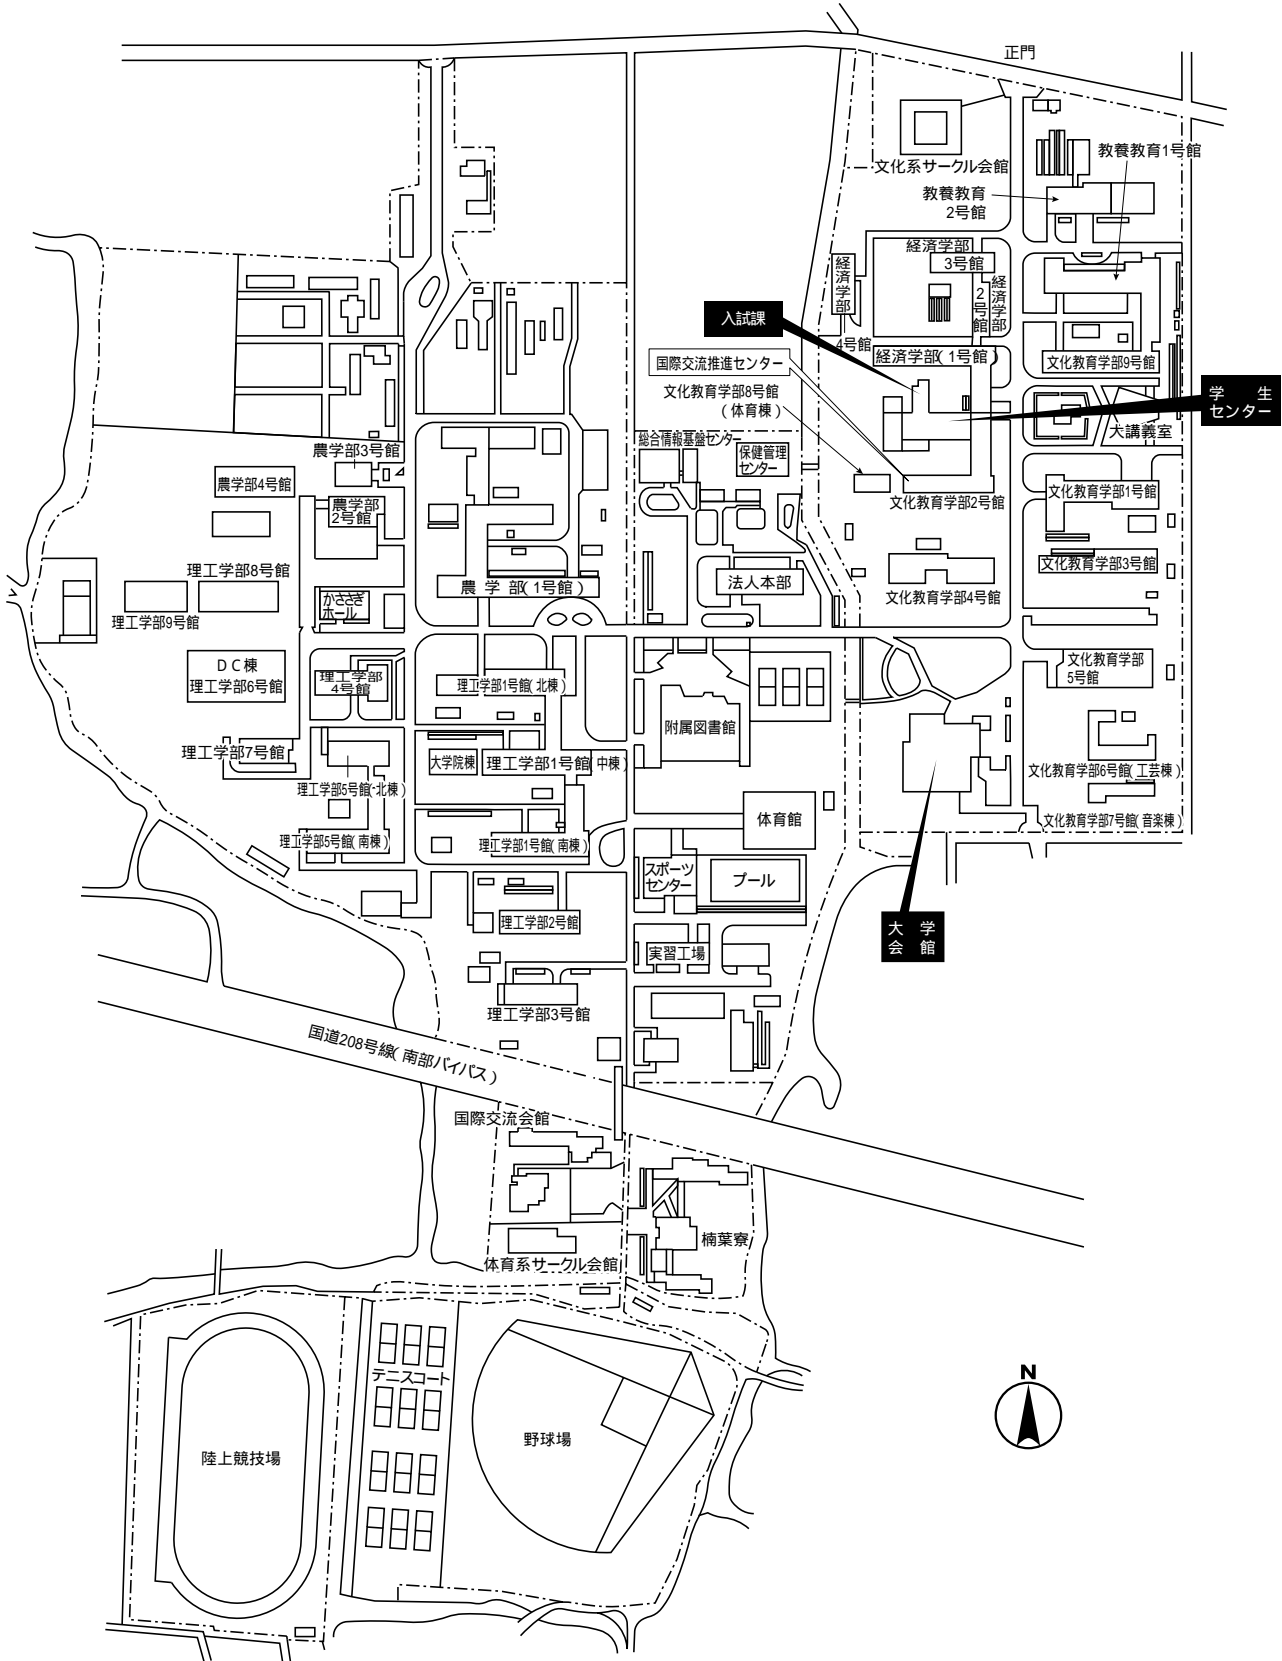 正門
教養教育1号館
文化系サークル会館
教養教育
2号館
経済学部
3号館
経済学部
4号館
経済学部
2号館
入試課
経済学部（1号館）
国際交流推進センター
文化教育学部8号館
（体育棟）
文化教育学部9号館
学生
センター
大講義室
総合情報基盤センター
保健管理
センター
農学部3号館
農学部4号館
農学部
2号館
文化教育学部2号館
文化教育学部1号館
文化教育学部3号館
理工学部8号館
農学部（1号館）
法人本部
文化教育学部4号館
かささぎ
ホール
理工学部9号館
DC棟
理工学部6号館
理工学部
4号館
理工学部1号館（北棟）
文化教育学部
5号館
附属図書館
理工学部7号館
大学院棟
理工学部1号館（中棟）
文化教育学部6号館（工芸棟）
理工学部5号館（北棟）
体育館
文化教育学部7号館（音楽棟）
理工学部5号館（南棟）
理工学部1号館（南棟）
スポーツ
センター
プール
理工学部2号館
大学
会館
実習工場
理工学部3号館
国道208号線（南部バイパス）
国際交流会館
楠葉寮
体育系サークル会館
テニスコート
N
野球場
陸上競技場